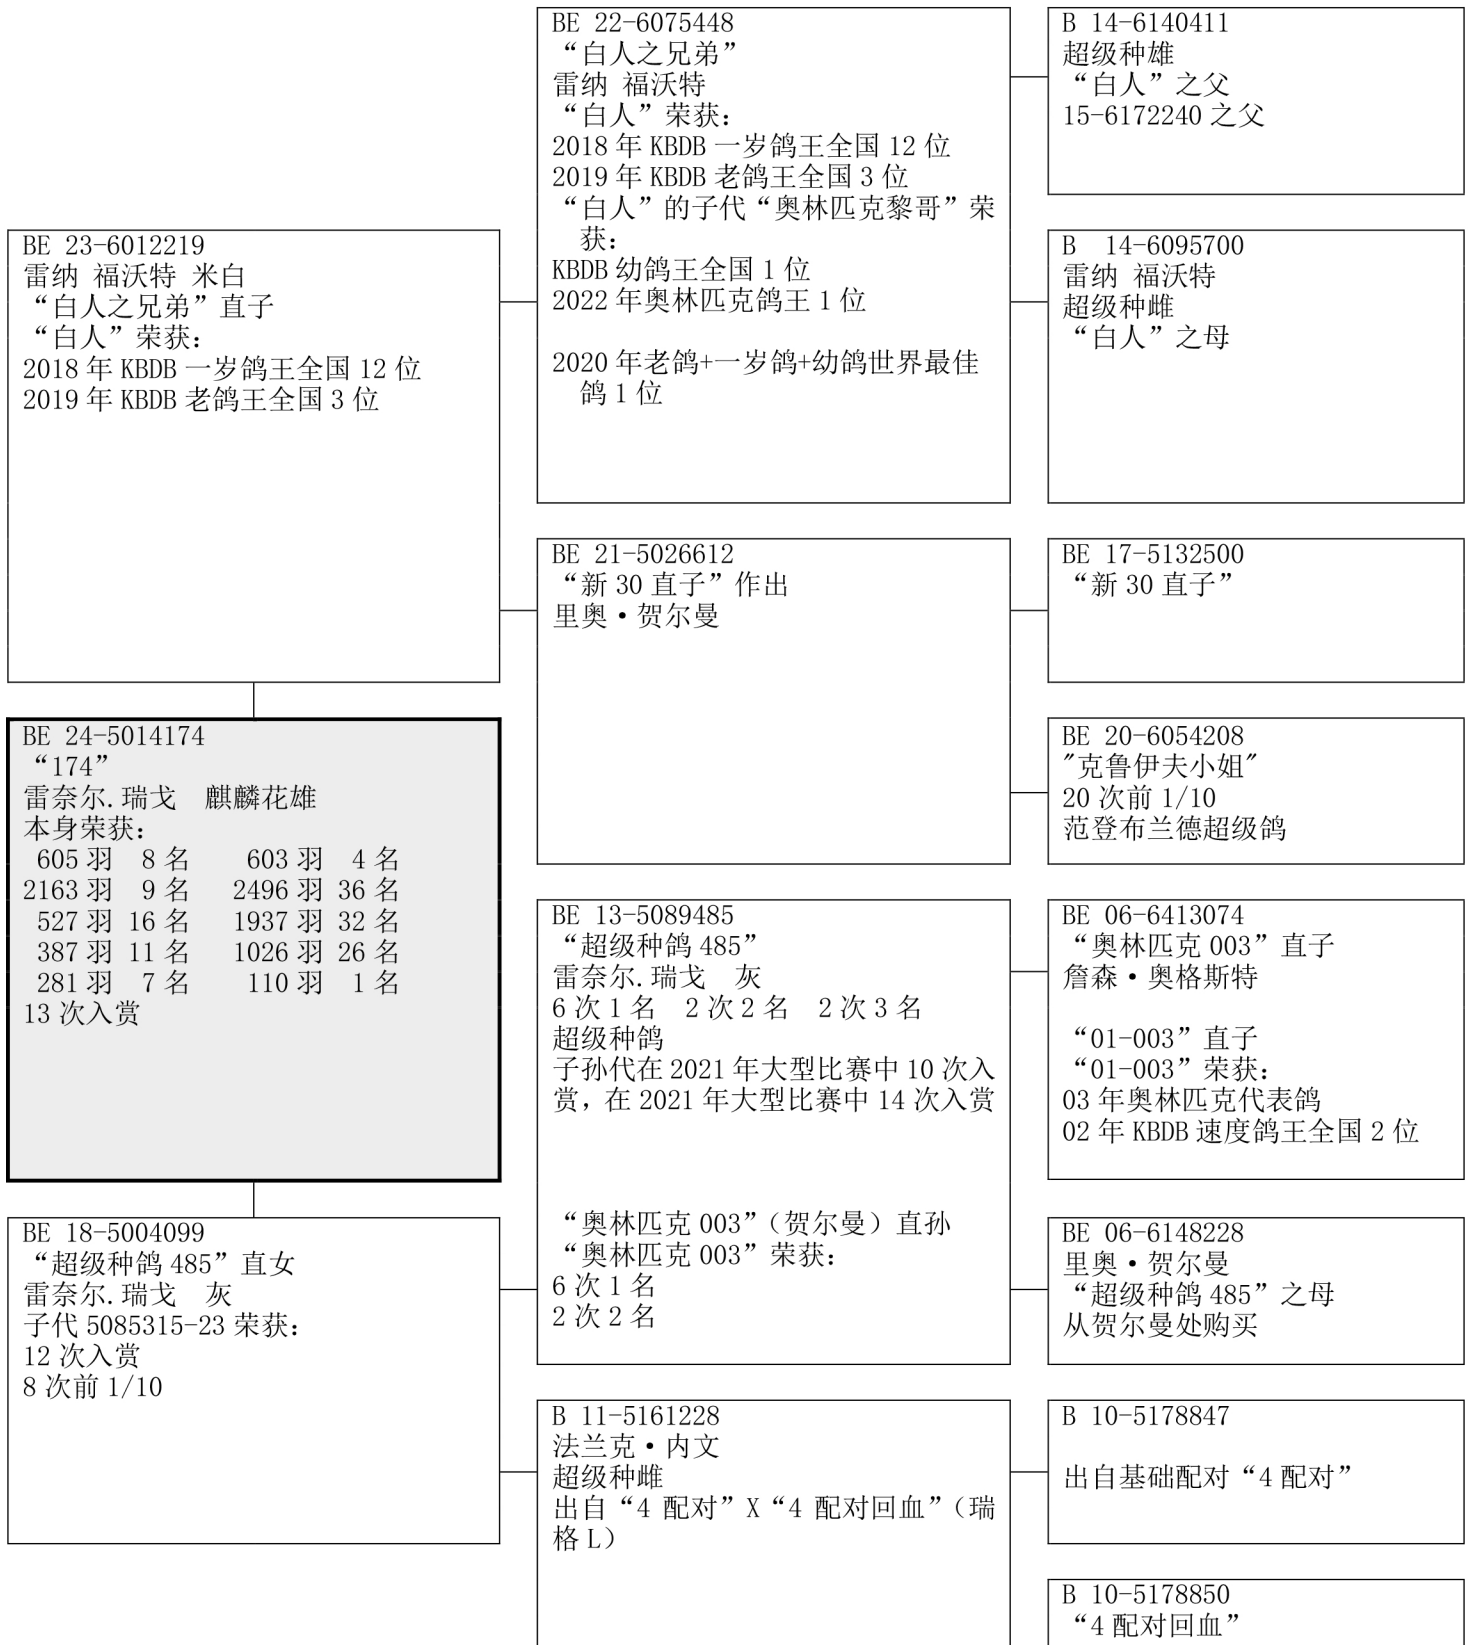 BE 23-6012219
雷纳 福沃特 米白
“白人之兄弟”直子
“白人”荣获：
2018 年 KBDB 一岁鸽王全国 12 位
2019 年 KBDB 老鸽王全国 3 位
BE 24-5014174
“174”
雷奈尔.瑞戈 麒麟花雄
本身荣获：
605 羽 8 名 603 羽 4 名
2163 羽 9 名 2496 羽 36 名
527 羽 16 名 1937 羽 32 名
387 羽 11 名 1026 羽 26 名
281 羽 7 名 110 羽 1 名
13 次入赏
BE 18-5004099
“超级种鸽 485”直女
雷奈尔.瑞戈 灰
子代 5085315-23 荣获：
12 次入赏
8 次前 1/10
BE 22-6075448
“白人之兄弟”
雷纳 福沃特
“白人”荣获：
2018 年 KBDB 一岁鸽王全国 12 位
2019 年 KBDB 老鸽王全国 3 位
“白人”的子代“奥林匹克黎哥”荣
获：
KBDB 幼鸽王全国 1 位
2022 年奥林匹克鸽王 1 位
2020 年老鸽+一岁鸽+幼鸽世界最佳
鸽 1 位
BE 21-5026612
“新 30 直子”作出
里奥·贺尔曼
BE 13-5089485
“超级种鸽 485”
雷奈尔.瑞戈 灰
6 次 1 名 2 次 2 名 2 次 3 名
超级种鸽
子孙代在 2021 年大型比赛中 10 次入
赏，在 2021 年大型比赛中 14 次入赏
“奥林匹克 003”（贺尔曼）直孙
“奥林匹克 003”荣获：
6 次 1 名
2 次 2 名
B 11-5161228
法兰克·内文
超级种雌
出自“4 配对”X“4 配对回血”（瑞
格 L）
B 14-6140411
超级种雄
“白人”之父
15-6172240 之父
B 14-6095700
雷纳 福沃特
超级种雌
“白人”之母
BE 17-5132500
“新 30 直子”
BE 20-6054208
"克鲁伊夫小姐"
20 次前 1/10
范登布兰德超级鸽
BE 06-6413074
“奥林匹克 003”直子
詹森·奥格斯特
“01-003”直子
“01-003”荣获：
03 年奥林匹克代表鸽
02 年 KBDB 速度鸽王全国 2 位
BE 06-6148228
里奥·贺尔曼
“超级种鸽 485”之母
从贺尔曼处购买
B 10-5178847
出自基础配对“4 配对”
B 10-5178850
“4 配对回血”